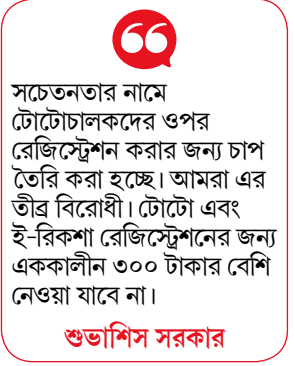 সচেতনতার নামে
টোটোচালকদের ওপর
রেজিস্ট্রেশন করার জন্য চাপ
তৈরি করা হচ্ছে। আমরা এর
তীব্র বিরোধী। টোটো এবং
ই-রিকশা রেজিস্ট্রেশনের জন্য
এককালীন ৩০০ টাকার বেশি
নেওয়া যাবে না।
শুভাশিস সরকার